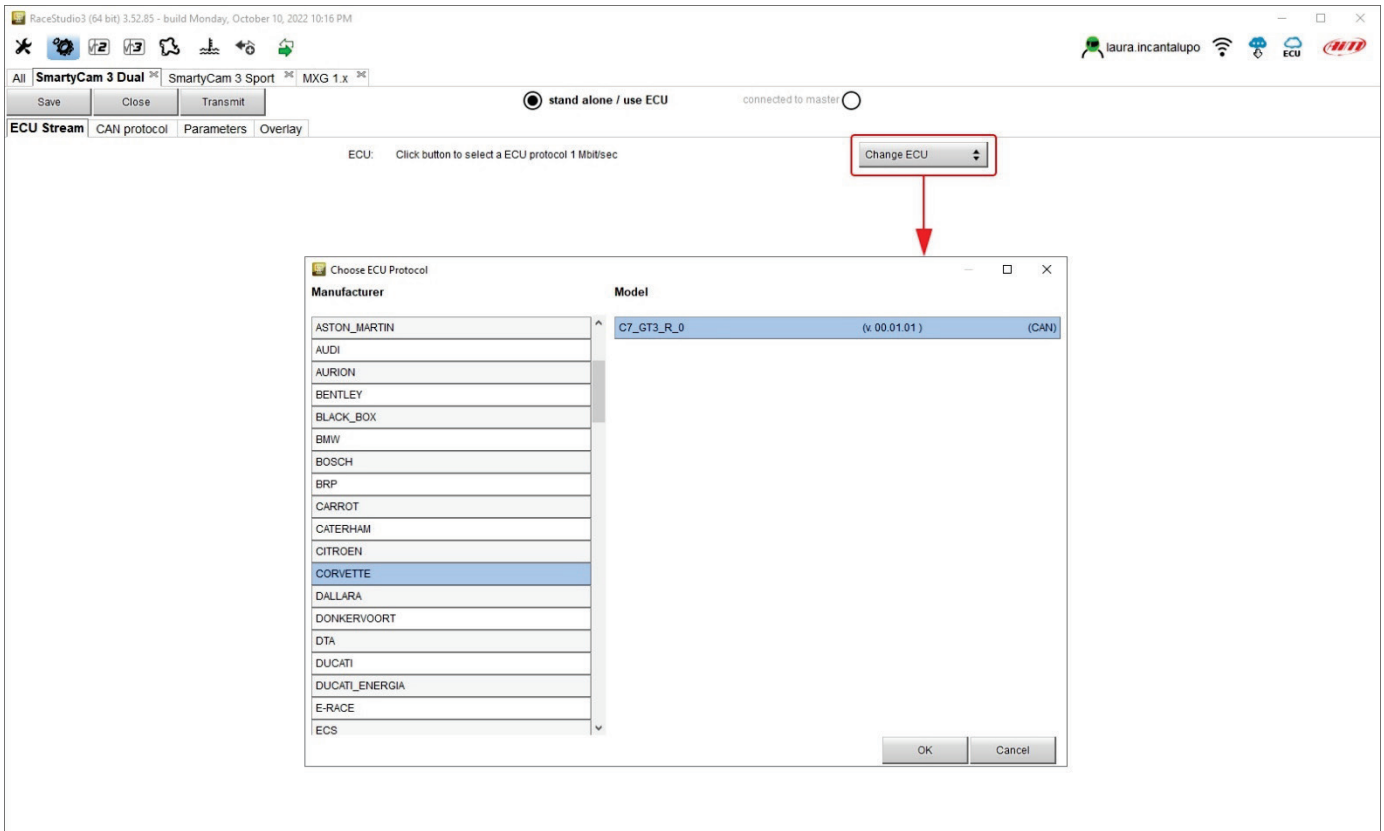 RaceStudio3 (64 bit) 3.52.85 - build Monday, October 10, 2022 10:16 PM
laura.incantalupo ECU AiM
All SmartyCam 3 Dual SmartyCam 3 Sport MXG 1.x
Save Close Transmit stand alone / use ECU connected to master
ECU Stream CAN protocol Parameters Overlay
ECU: Click button to select a ECU protocol 1 Mbit/sec Change ECU
Choose ECU Protocol
Manufacturer Model
ASTON_MARTIN C7_GT3_R_0 (v. 00.01.01 ) (CAN)
AUDI
AURION
BENTLEY
BLACK_BOX
BMW
BOSCH
BRP
CARROT
CATERHAM
CITROEN
CORVETTE
DALLARA
DONKERVOORT
DTA
DUCATI
DUCATI_ENERGIA
E-RACE
ECS
OK Cancel